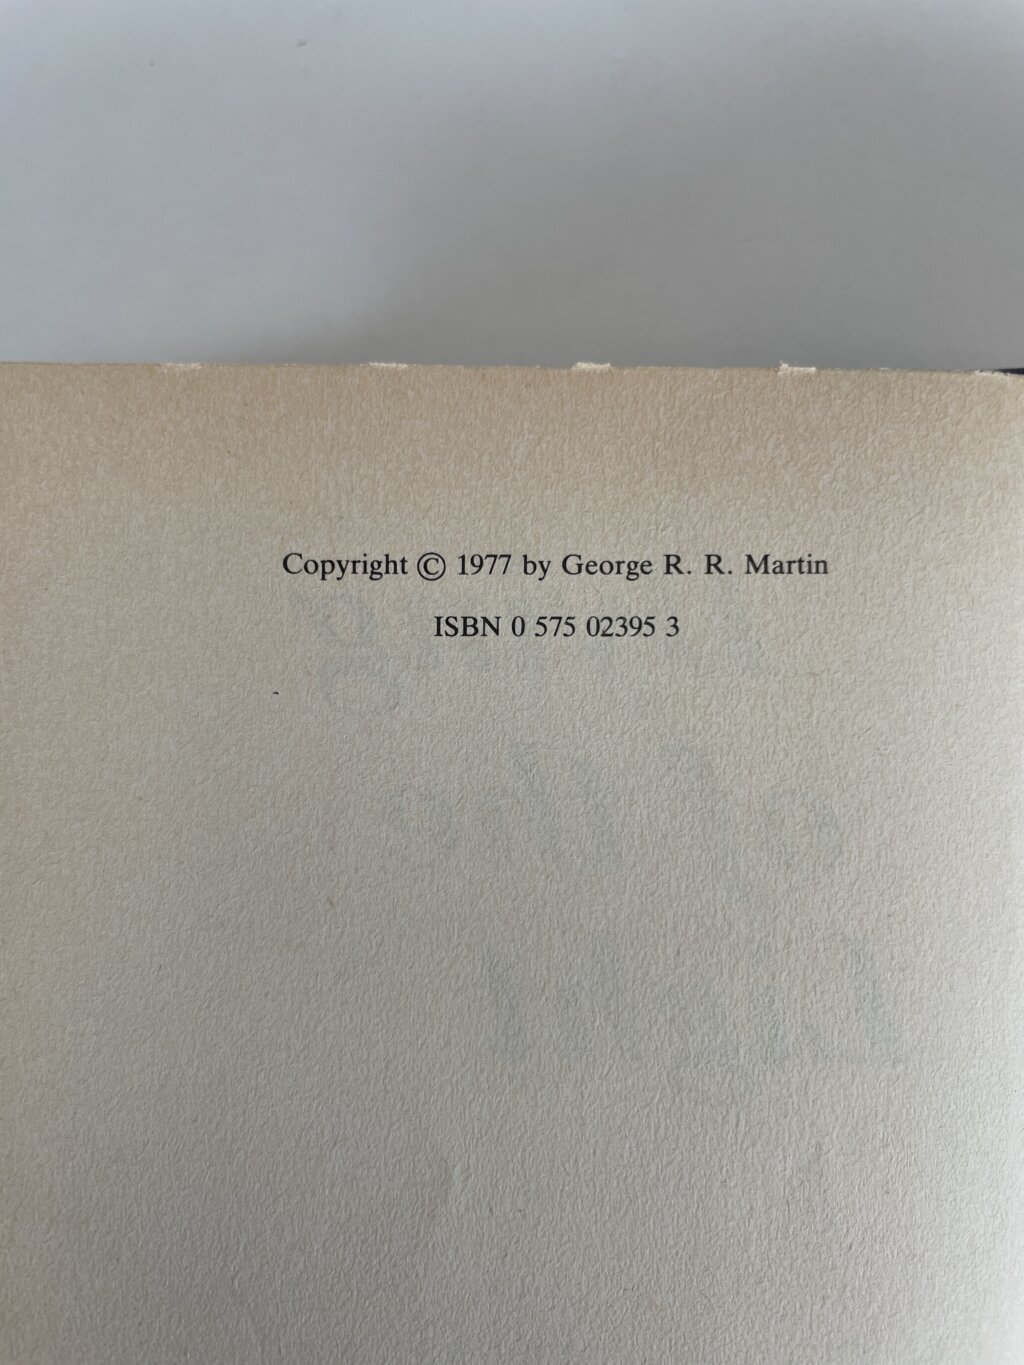 Copyright © 1977 by George R. R. Martin
ISBN 0 575 02395 3